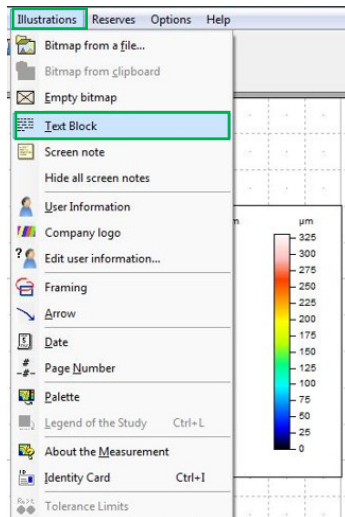 Illustrations Reserves Options Help
Bitmap from a file...
Bitmap from clipboard
Empty bitmap
Text Block
Screen note
Hide all screen notes
User Information
Company logo
Edit user information...
Framing
Arrow
Date
Page Number
Palette
Legend of the Study Ctrl+L
About the Measurement
Identity Card Ctrl+I
Tolerance Limits
µm
325
300
275
250
225
200
175
150
125
100
75
50
25
0